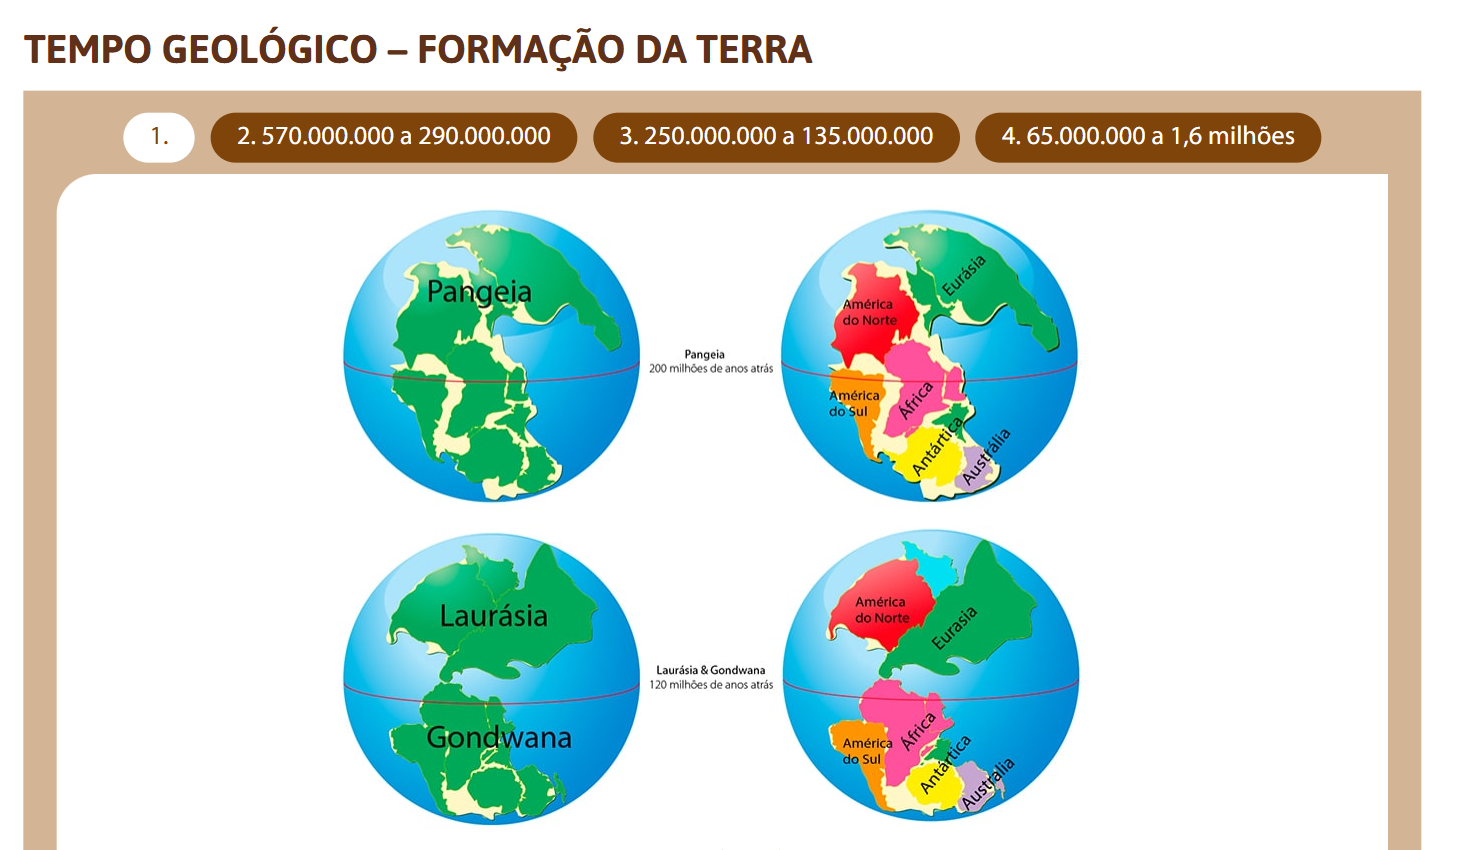 TEMPO GEOLÓGICO – FORMAÇÃO DA TERRA
1.
2. 570.000.000 a 290.000.000
3. 250.000.000 a 135.000.000
4. 65.000.000 a 1,6 milhões
Pangeia
Pangeia
200 milhões de anos atrás
América
do Norte
Eurásia
América
do Sul
África
Antártica
Austrália
Laurásia
Gondwana
Laurásia & Gondwana
120 milhões de anos atrás
América
do Norte
Eurasia
América
do Sul
África
Antártica
Austrália